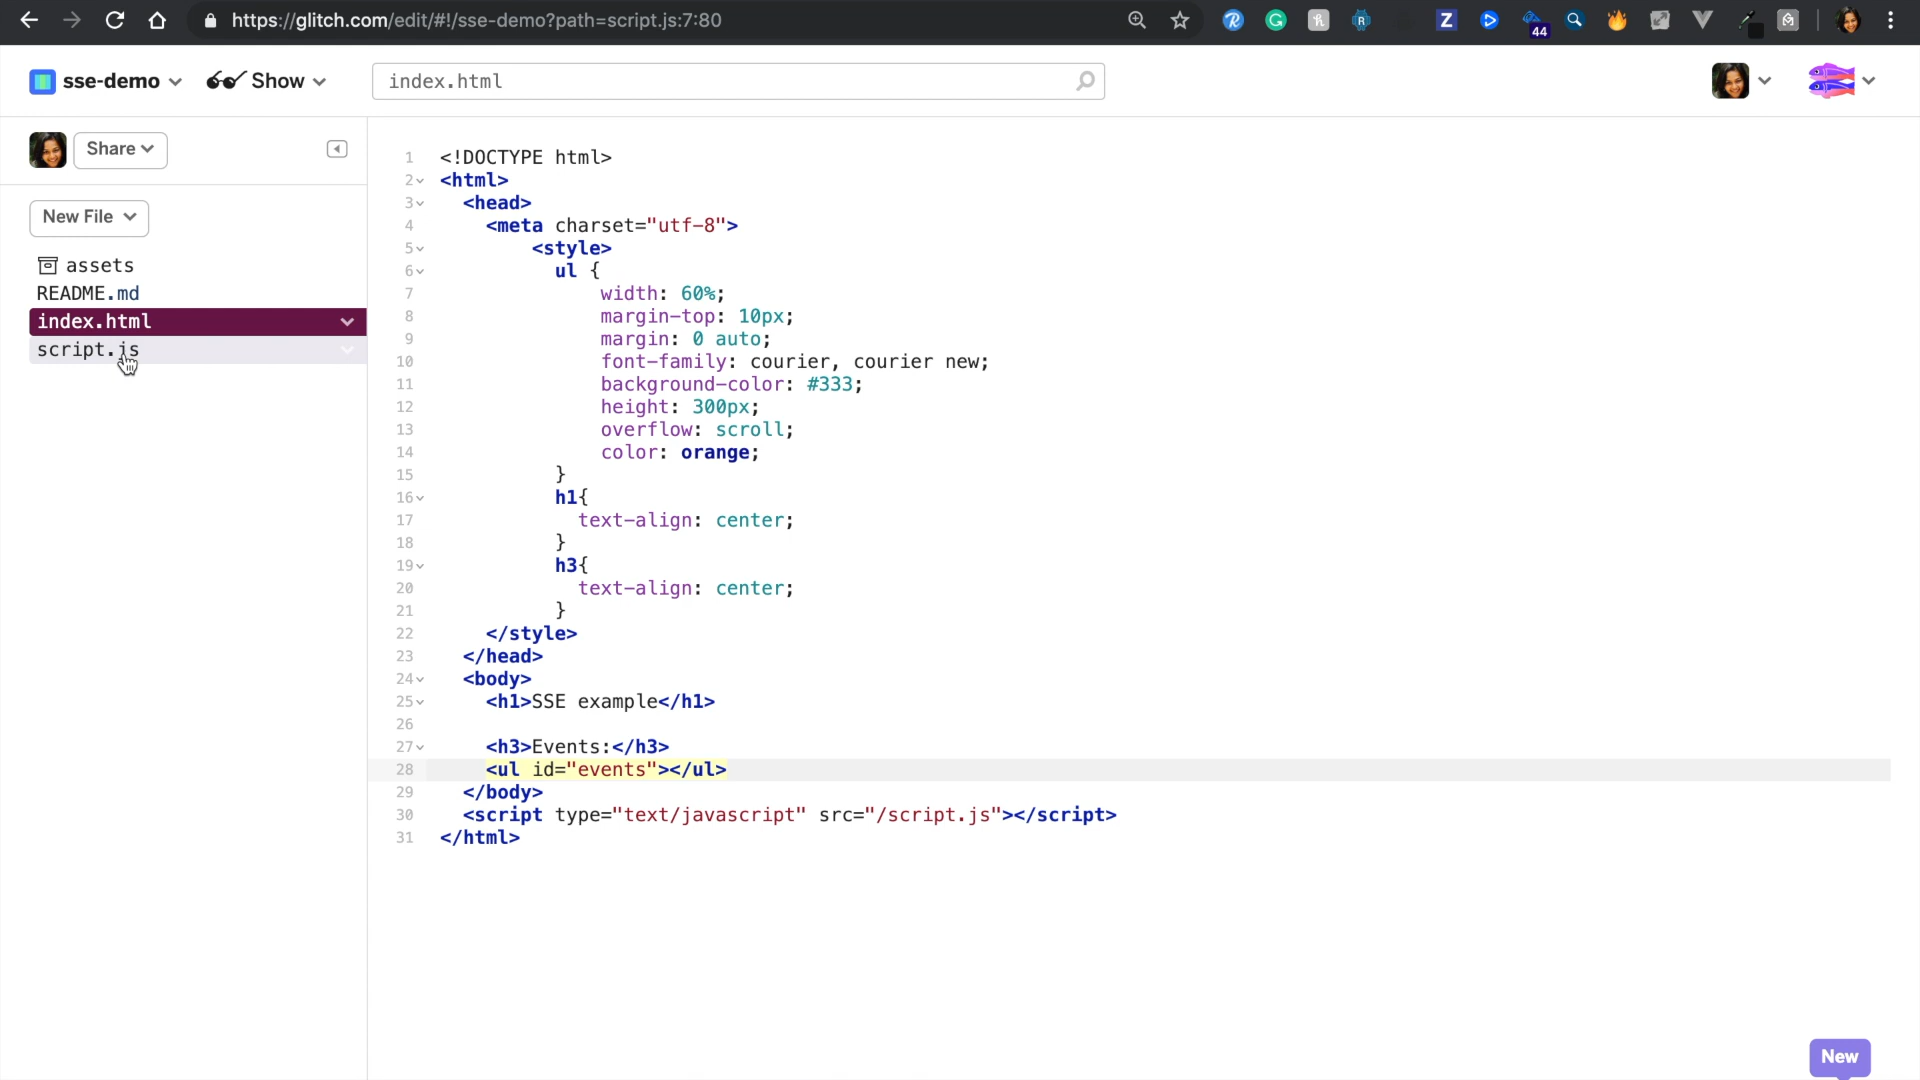 https://glitch.com/edit/#!/sse-demo?path=script.js:7:80
44
sse-demo
Show
index.html
Share
New File
assets
README.md
index.html
script.js
1 <!DOCTYPE html>
2 <html>
3 <head>
4 <meta charset="utf-8">
5 <style>
6 ul {
7 width: 60%;
8 margin-top: 10px;
9 margin: 0 auto;
10 font-family: courier, courier new;
11 background-color: #333;
12 height: 300px;
13 overflow: scroll;
14 color: orange;
15 }
16 h1{
17 text-align: center;
18 }
19 h3{
20 text-align: center;
21 }
22 </style>
23 </head>
24 <body>
25 <h1>SSE example</h1>
26
27 <h3>Events:</h3>
28 <ul id="events"></ul>
29 </body>
30 <script type="text/javascript" src="/script.js"></script>
31 </html>
New